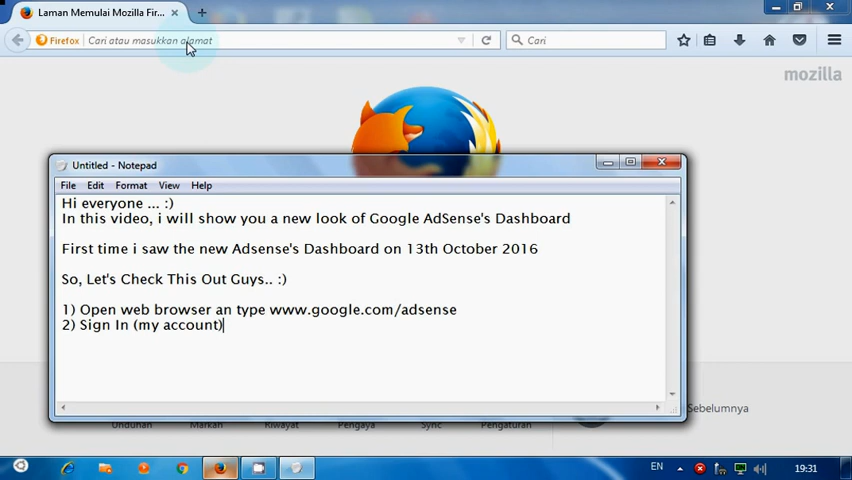 Laman Memulai Mozilla Fir...
Firefox
Cari atau masukkan alamat
Cari
mozilla
Untitled - Notepad
File Edit Format View Help
Hi everyone ... :)
In this video, i will show you a new look of Google AdSense's Dashboard
First time i saw the new Adsense's Dashboard on 13th October 2016
So, Let's Check This Out Guys.. :)
1) Open web browser an type www.google.com/adsense
2) Sign In (my account)
Sebelumnya
Unduhan Markah Riwayat Pengaya Sync Pengaturan
EN 19:31